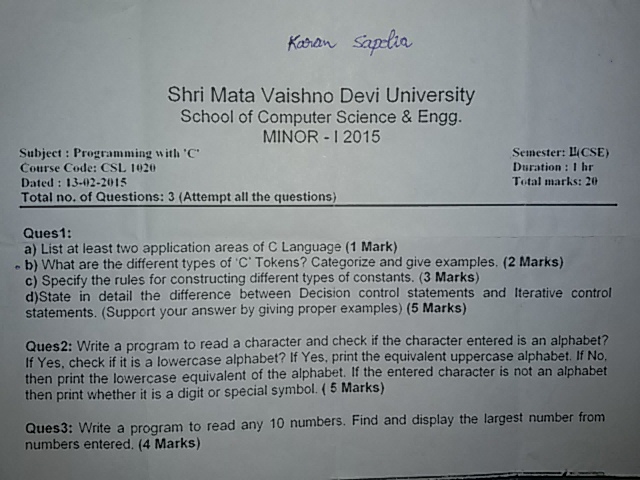 Karan Sapolia
Shri Mata Vaishno Devi University
School of Computer Science & Engg.
MINOR - I 2015
Subject : Programming with 'C'
Semester: II(CSE)
Course Code: CSL 1020
Duration : 1 hr
Dated : 13-02-2015
Total marks: 20
Total no. of Questions: 3 (Attempt all the questions)
Ques1:
a) List at least two application areas of C Language (1 Mark)
b) What are the different types of 'C' Tokens? Categorize and give examples. (2 Marks)
c) Specify the rules for constructing different types of constants. (3 Marks)
d)State in detail the difference between Decision control statements and Iterative control
statements. (Support your answer by giving proper examples) (5 Marks)
Ques2: Write a program to read a character and check if the character entered is an alphabet?
If Yes, check if it is a lowercase alphabet? If Yes, print the equivalent uppercase alphabet. If No,
then print the lowercase equivalent of the alphabet. If the entered character is not an alphabet
then print whether it is a digit or special symbol. ( 5 Marks)
Ques3: Write a program to read any 10 numbers. Find and display the largest number from
numbers entered. (4 Marks)